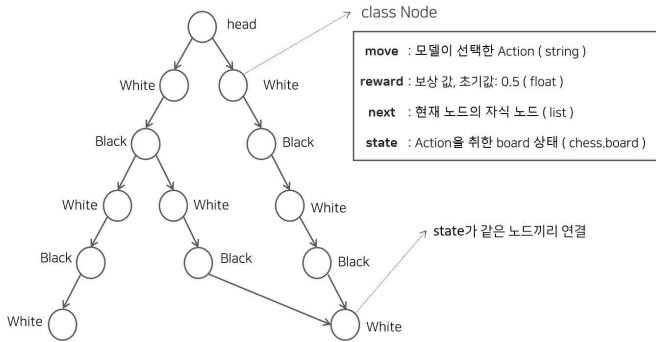 head
class Node
move : 모델이 선택한 Action ( string )
reward : 보상 값, 초기값: 0.5 ( float )
next : 현재 노드의 자식 노드 ( list )
state : Action을 취한 board 상태 ( chess.board )
White
White
Black
Black
White
White
White
Black
Black
Black
state가 같은 노드끼리 연결
White
White